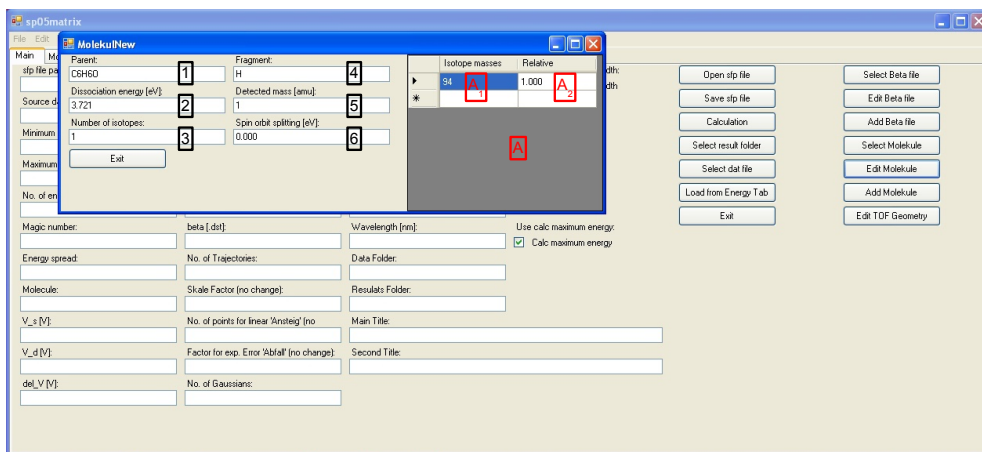 sp05matrix
File Edit
MolekulNew
Main Mo
Parent: Fragment: Isotope masses Relative
C6H6O 1 H 4 94 A1 1.000 A2
Dissociation energy [eV]: Detected mass [amu]:
3.721 2 1 5
Number of isotopes: Spin orbit splitting [eV]:
1 3 0.000 6 A
Exit
sfp file pa dth: Open sfp file Select Beta file
dth
Source da Save sfp file Edit Beta file
Calculation Add Beta file
Minimum Select result folder Select Molekule
Maximum Select dat file Edit Molekule
No. of en Load from Energy Tab Add Molekule
Exit Edit TOF Geometry
Magic number: beta [.dst]: Wavelength [nm]: Use calc maximum energy:
Calc maximum energy
Energy spread: No. of Trajectories: Data Folder:
Molecule: Skale Factor (no change): Resulats Folder:
V_s [V]: No. of points for linear 'Ansteig' (no Main Title:
V_d [V]: Factor for exp. Error 'Abfall' (no change): Second Title:
del_V [V]: No. of Gaussians: